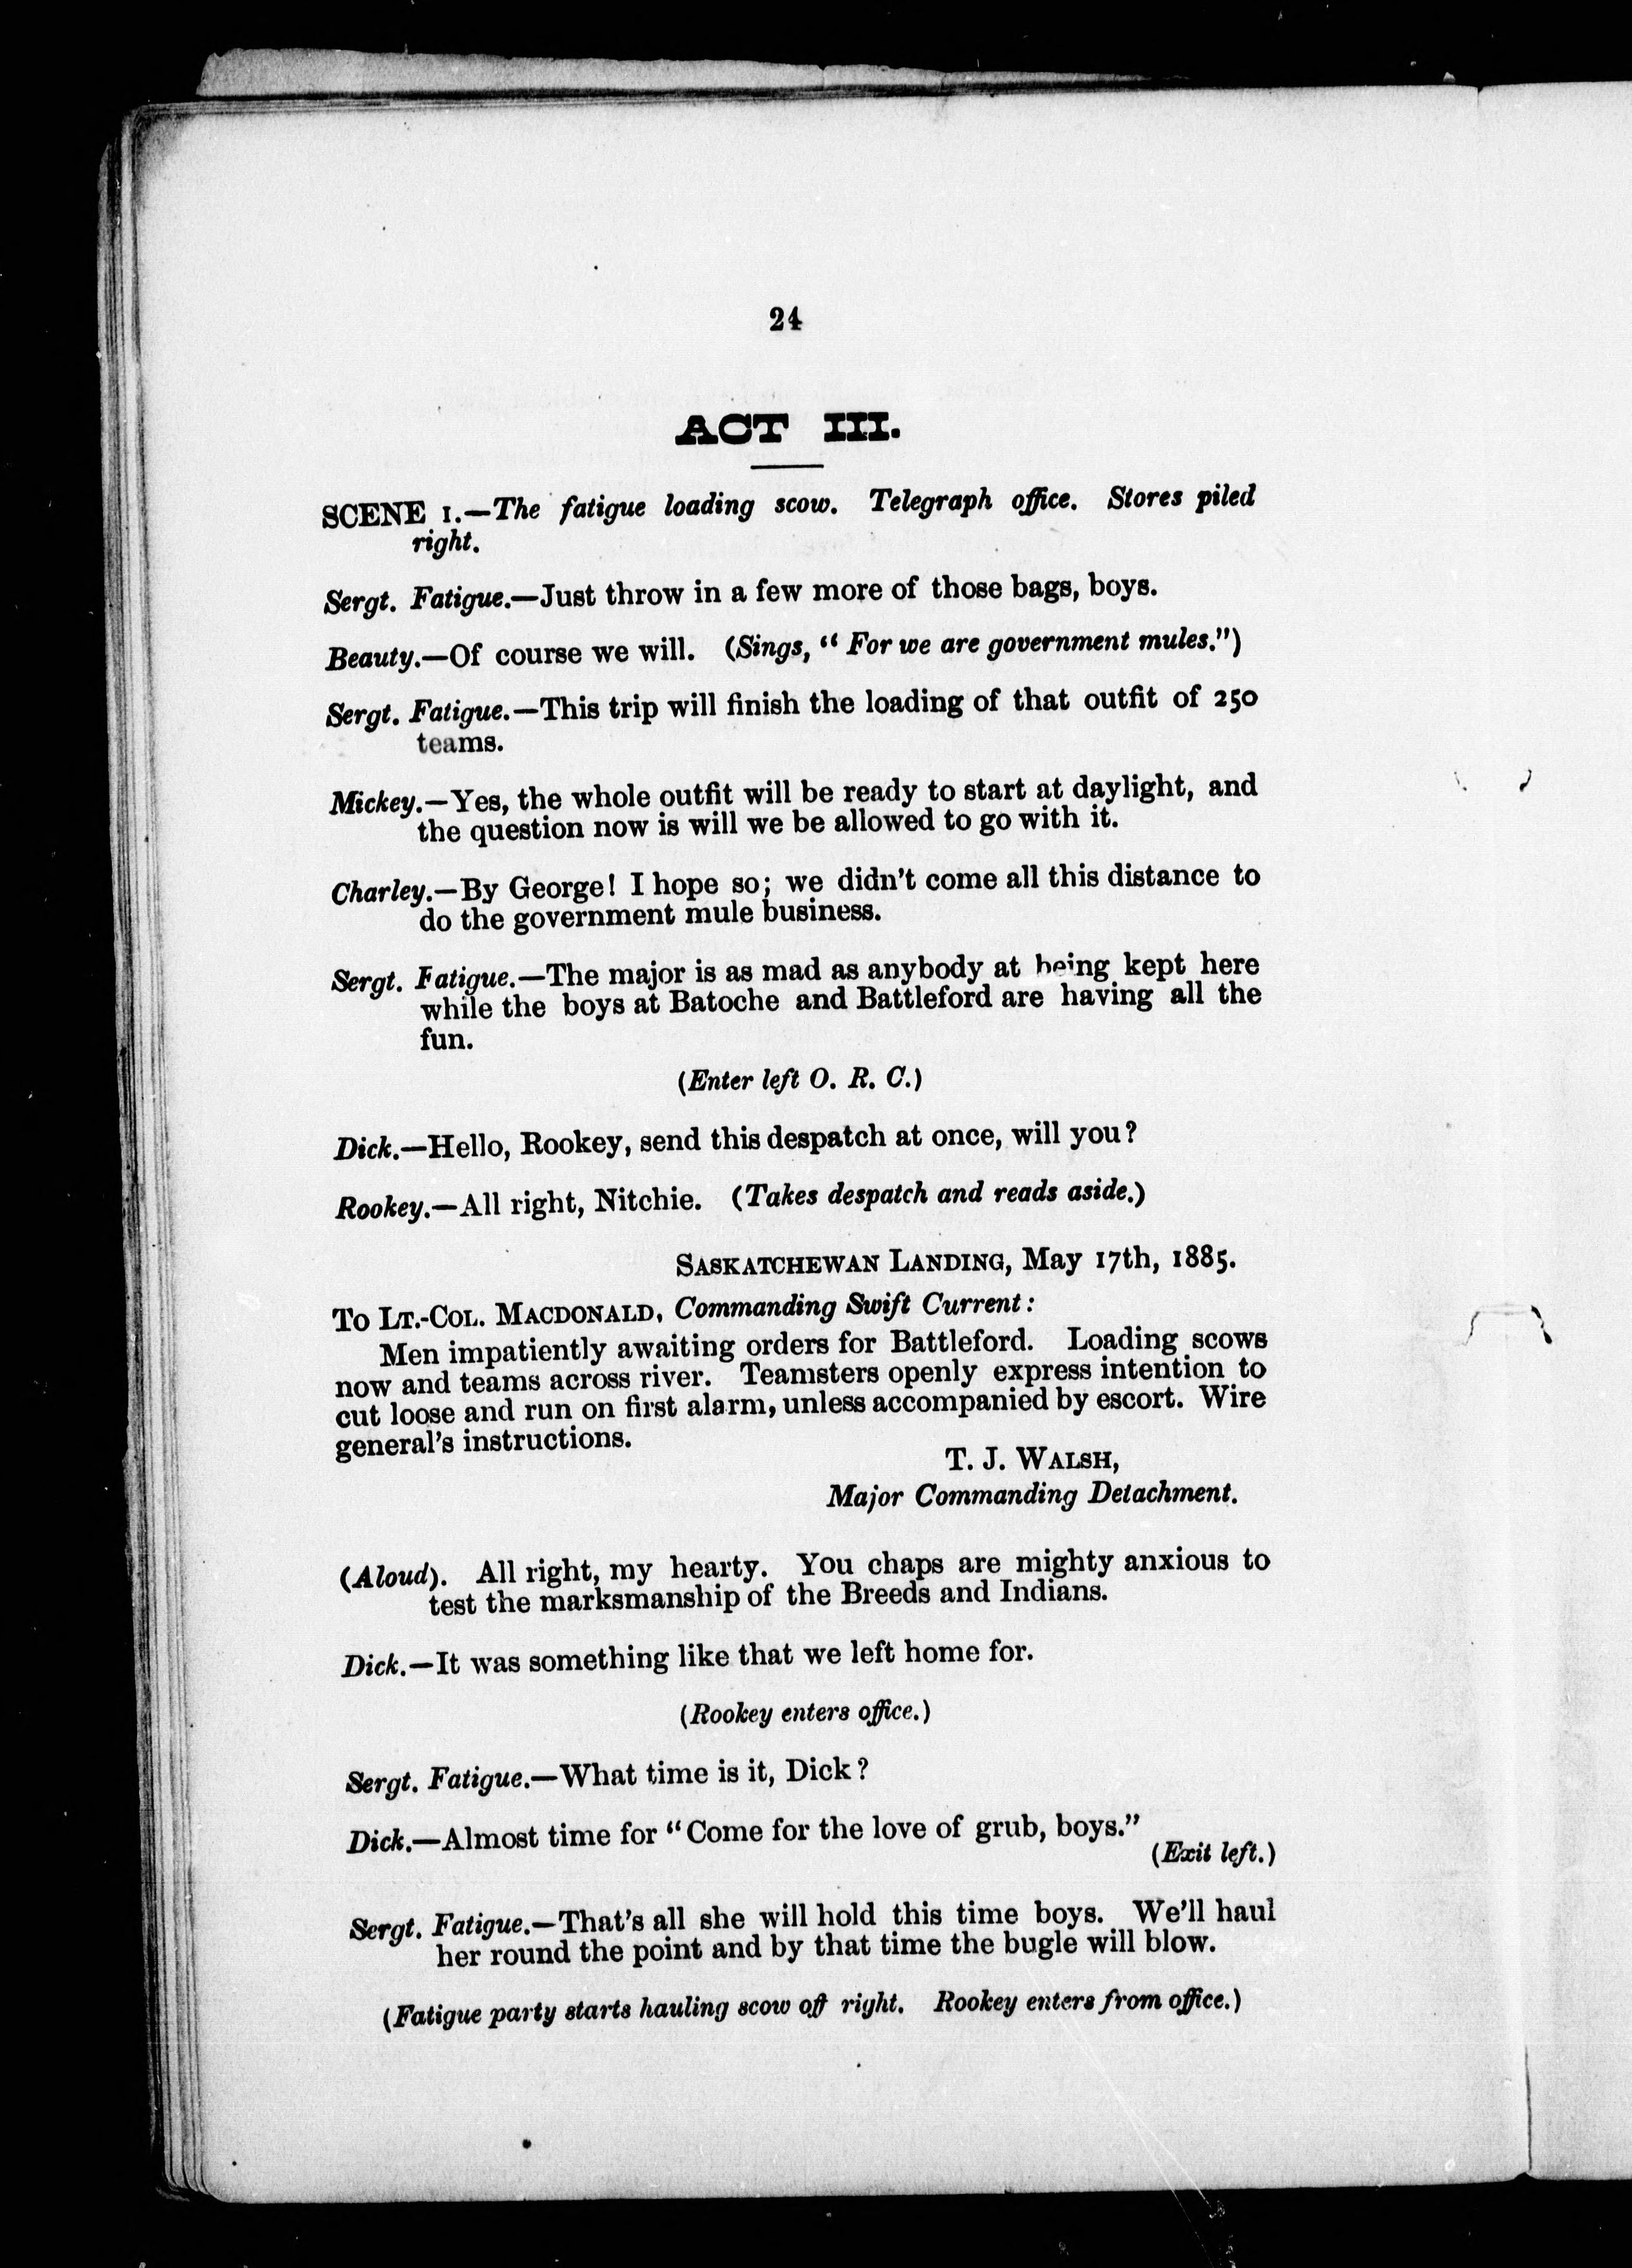 24
ACT III.
SCENE 1.—The fatigue loading scow. Telegraph office. Stores piled
right.
Sergt. Fatigue.—Just throw in a few more of those bags, boys.
Beauty.—Of course we will. (Sings, “ For we are government mules.”)
Sergt. Fatigue.—This trip will finish the loading of that outfit of 250
teams.
Mickey.—Yes, the whole outfit will be ready to start at daylight, and
the question now is will we be allowed to go with it.
Charley.—By George! I hope so; we didn’t come all this distance to
do the government mule business.
Sergt. Fatigue.—The major is as mad as anybody at being kept here
while the boys at Batoche and Battleford are having all the
fun.
(Enter left O. R. C.)
Dick.—Hello, Rookey, send this despatch at once, will you?
Rookey.—All right, Nitchie. (Takes despatch and reads aside.)
SASKATCHEWAN LANDING, May 17th, 1885.
To LT.-COL. MACDONALD, Commanding Swift Current:
Men impatiently awaiting orders for Battleford. Loading scows
now and teams across river. Teamsters openly express intention to
cut loose and run on first alarm, unless accompanied by escort. Wire
general’s instructions.
T. J. WALSH,
Major Commanding Detachment.
(Aloud). All right, my hearty. You chaps are mighty anxious to
test the marksmanship of the Breeds and Indians.
Dick.—It was something like that we left home for.
(Rookey enters office.)
Sergt. Fatigue.—What time is it, Dick?
Dick.—Almost time for “Come for the love of grub, boys.”
(Exit left.)
Sergt. Fatigue.—That’s all she will hold this time boys. We’ll haul
her round the point and by that time the bugle will blow.
(Fatigue party starts hauling scow off right. Rookey enters from office.)